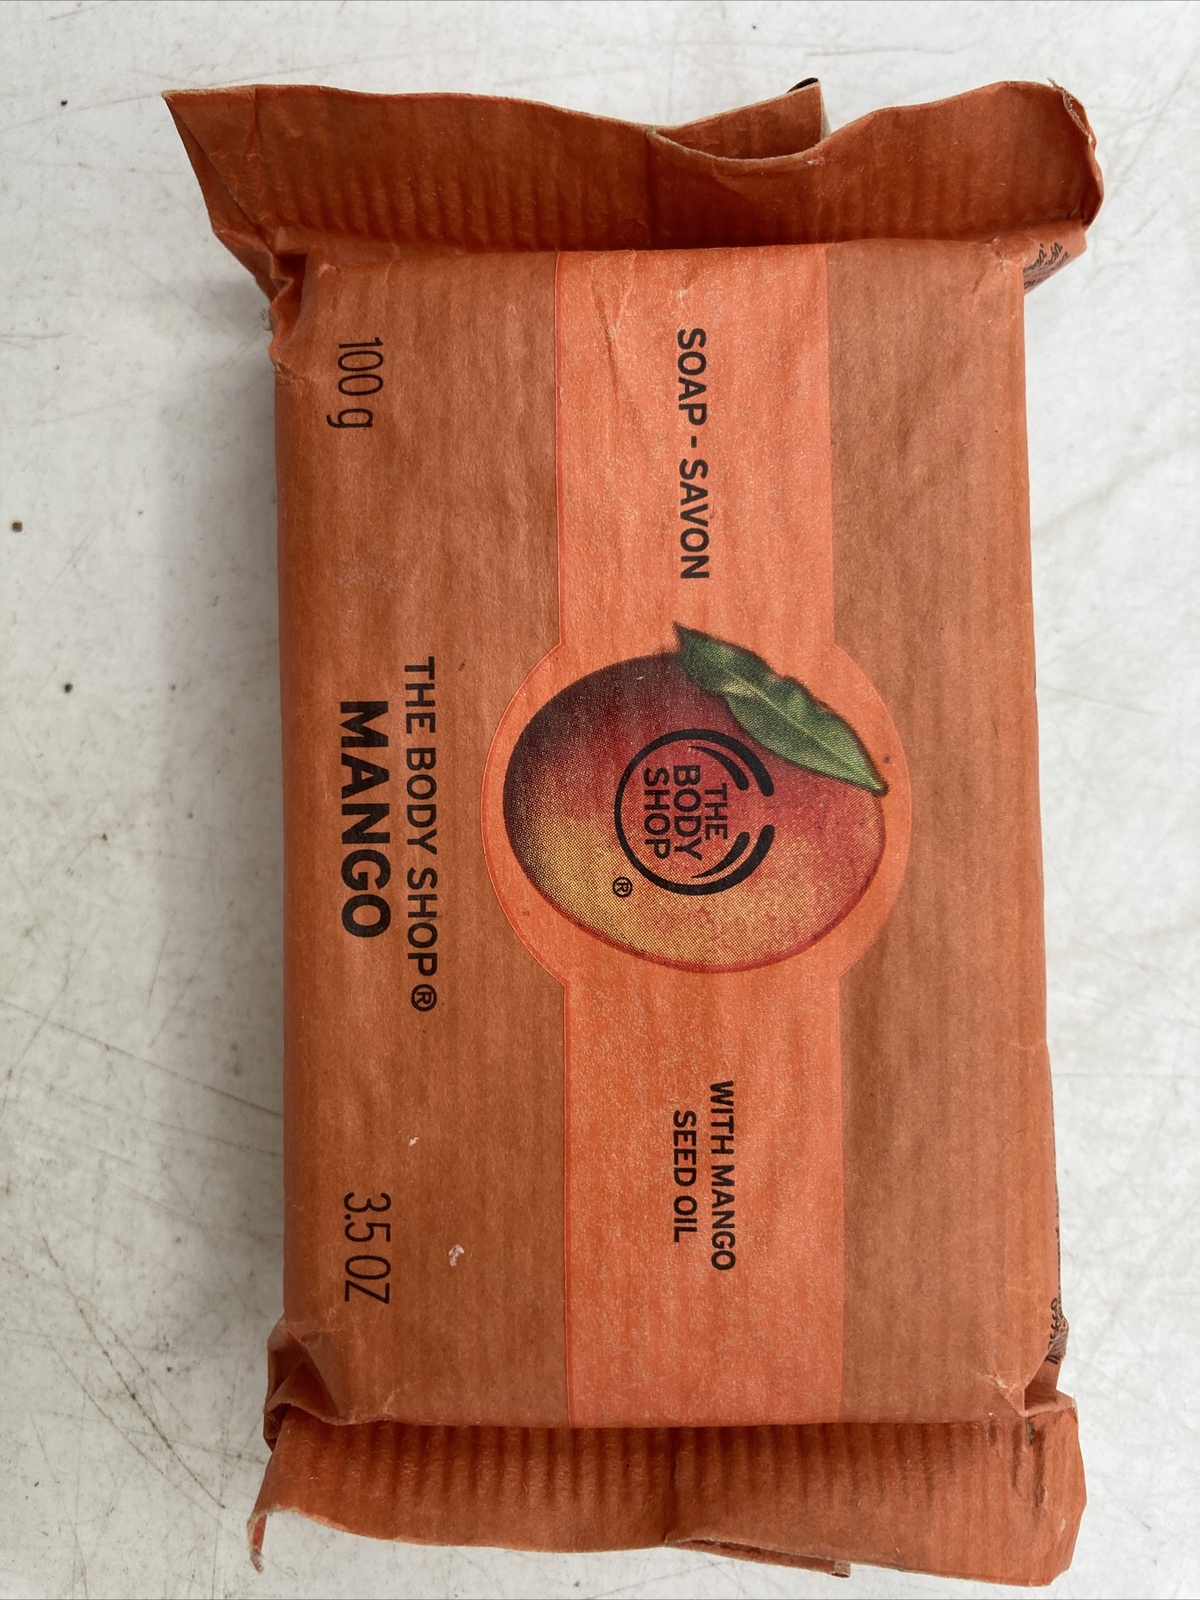 SOAP - SAVON
THE
BODY
SHOP
®
WITH MANGO
SEED OIL
THE BODY SHOP®
100 g
MANGO
3.5 OZ